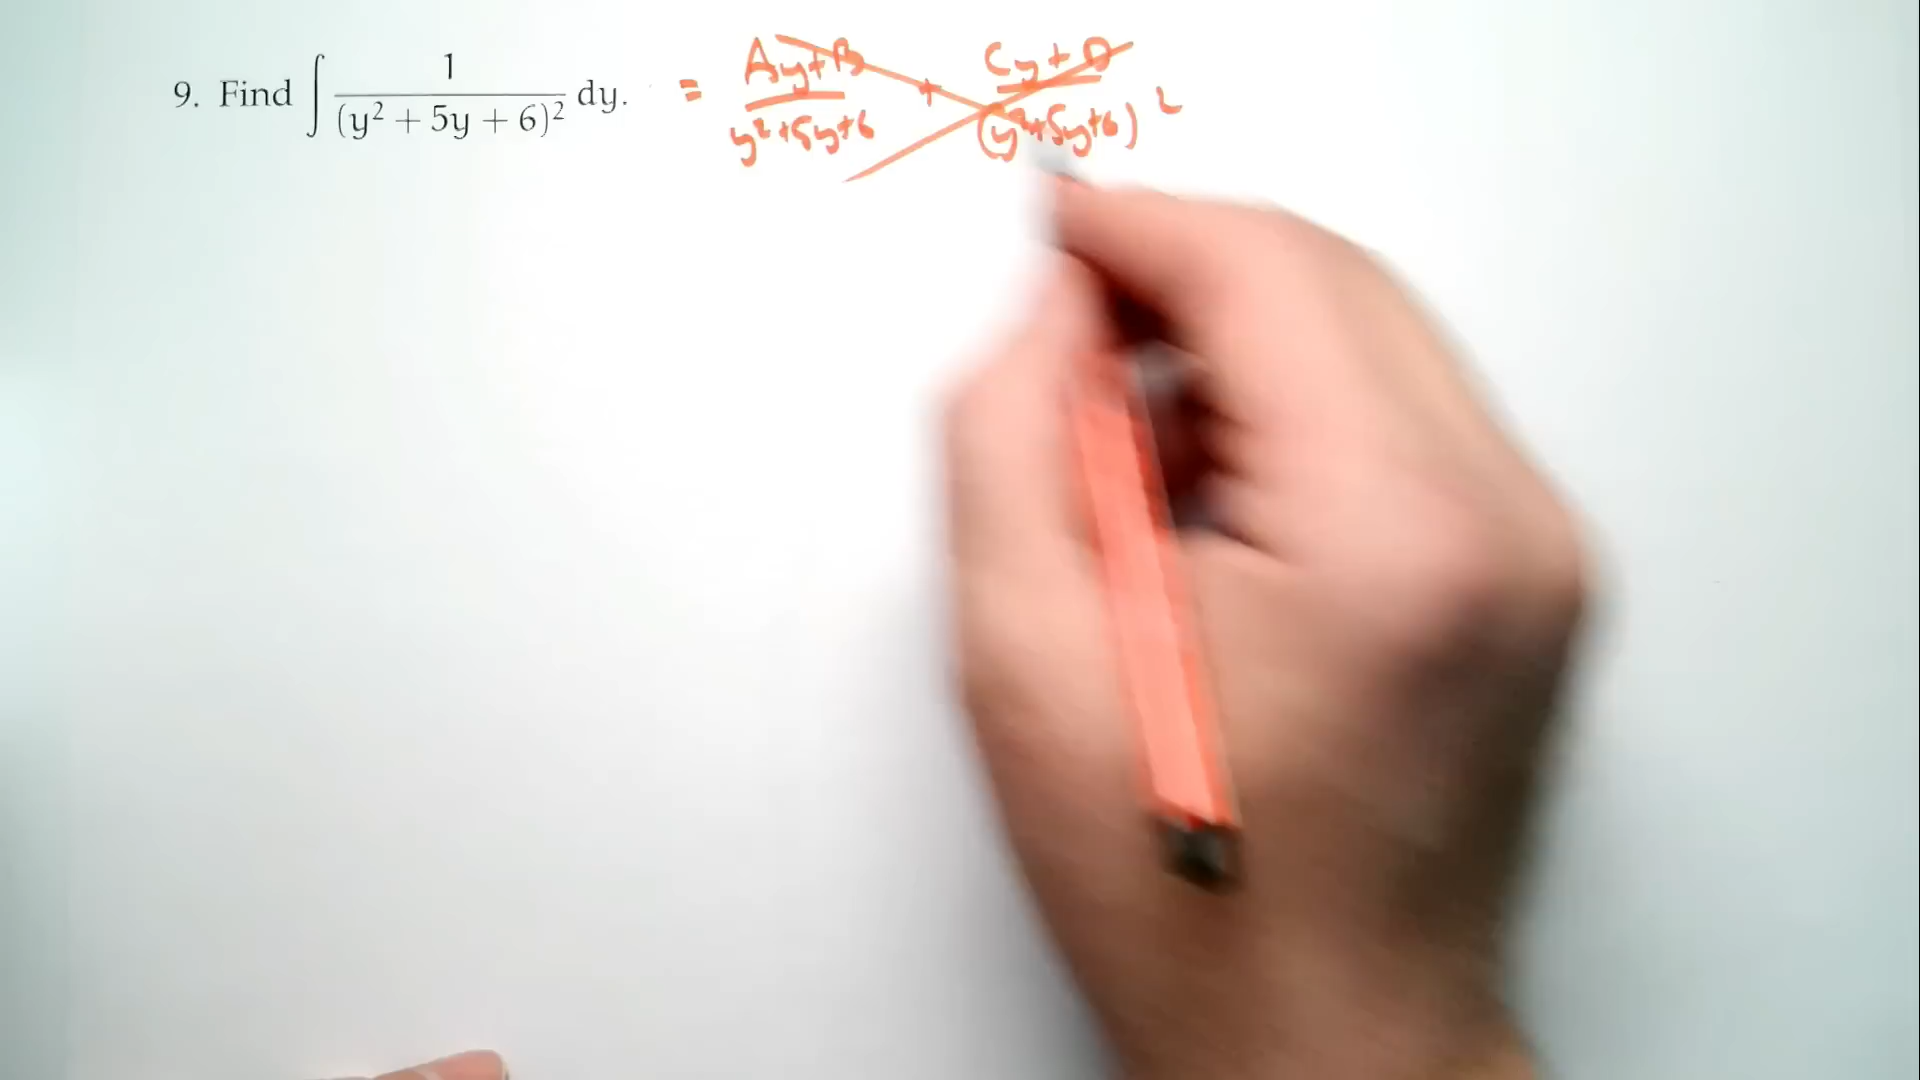 9. Find ∫ 1/(y² + 5y + 6)² dy. = Ay+B/y²+5y+6 + Cy+D/(y²+5y+6)²